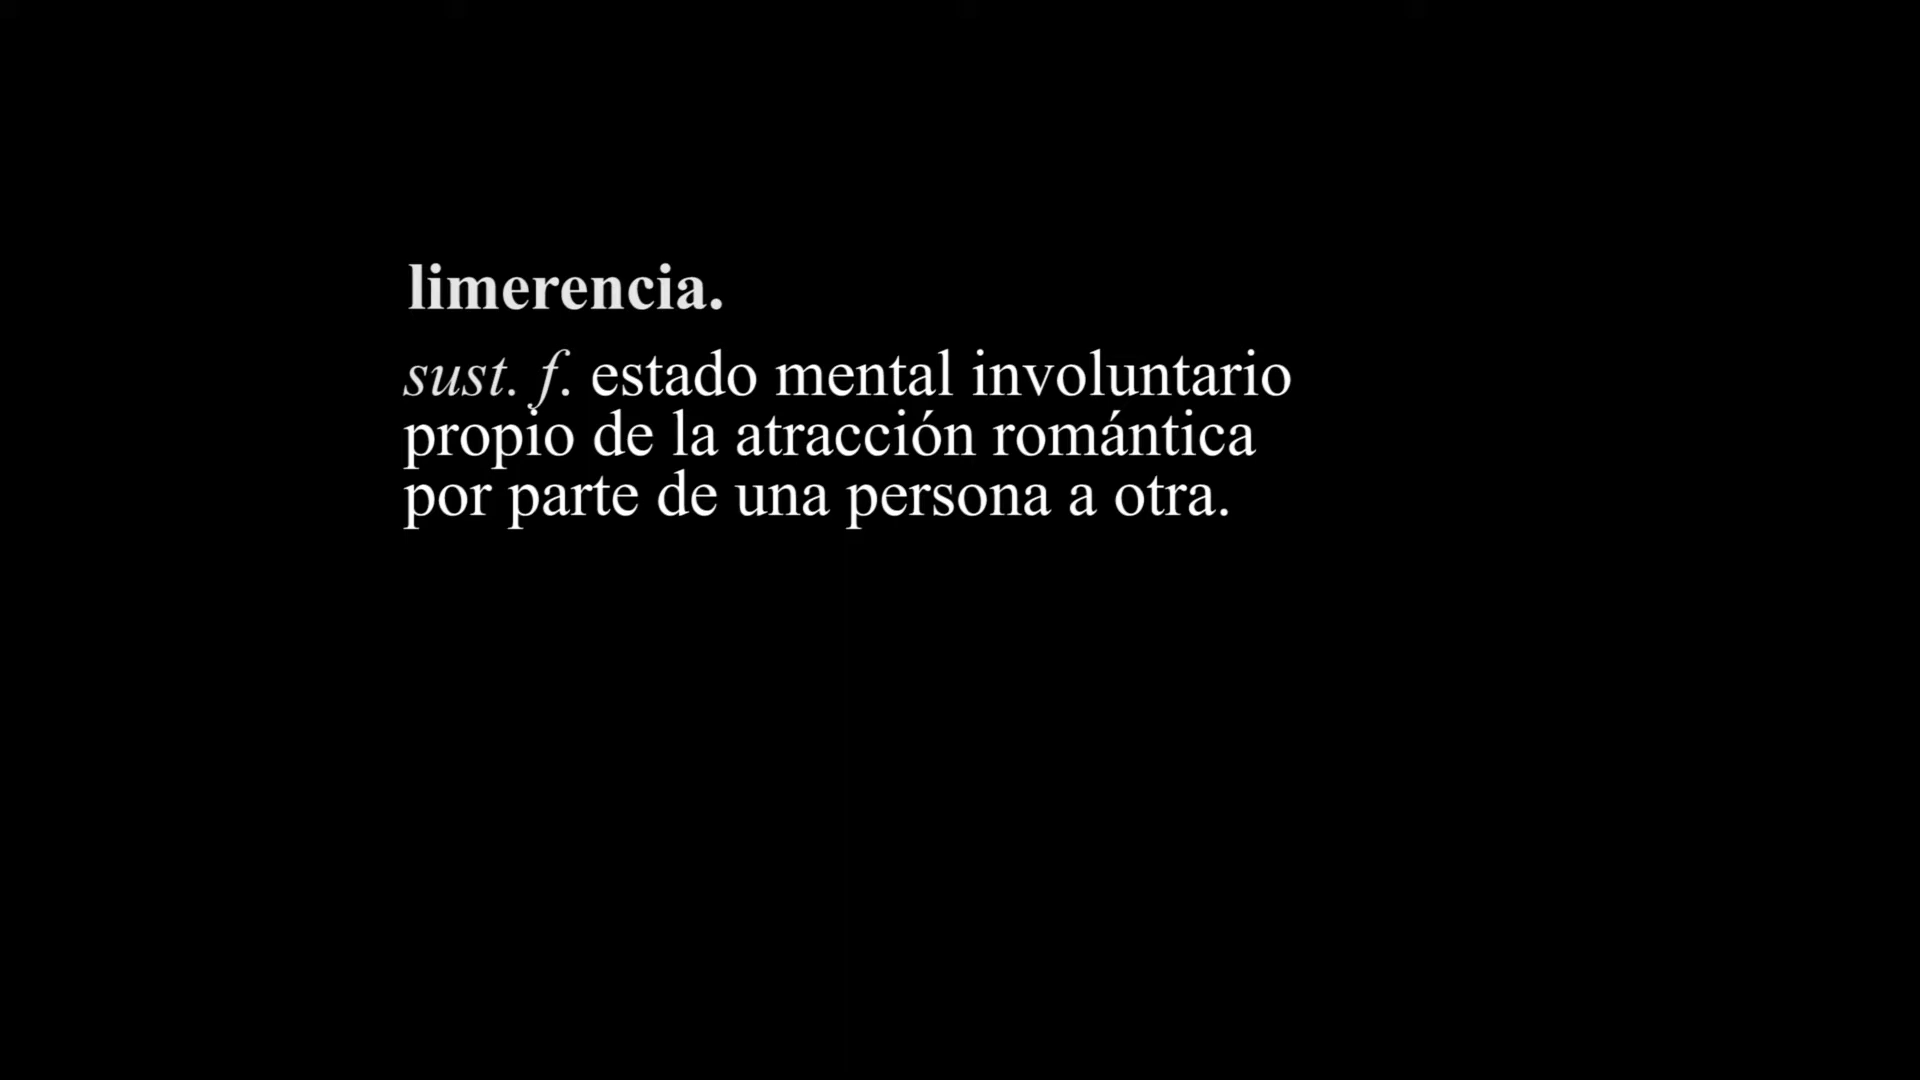 limerencia.
sust. f. estado mental involuntario
propio de la atracción romántica
por parte de una persona a otra.